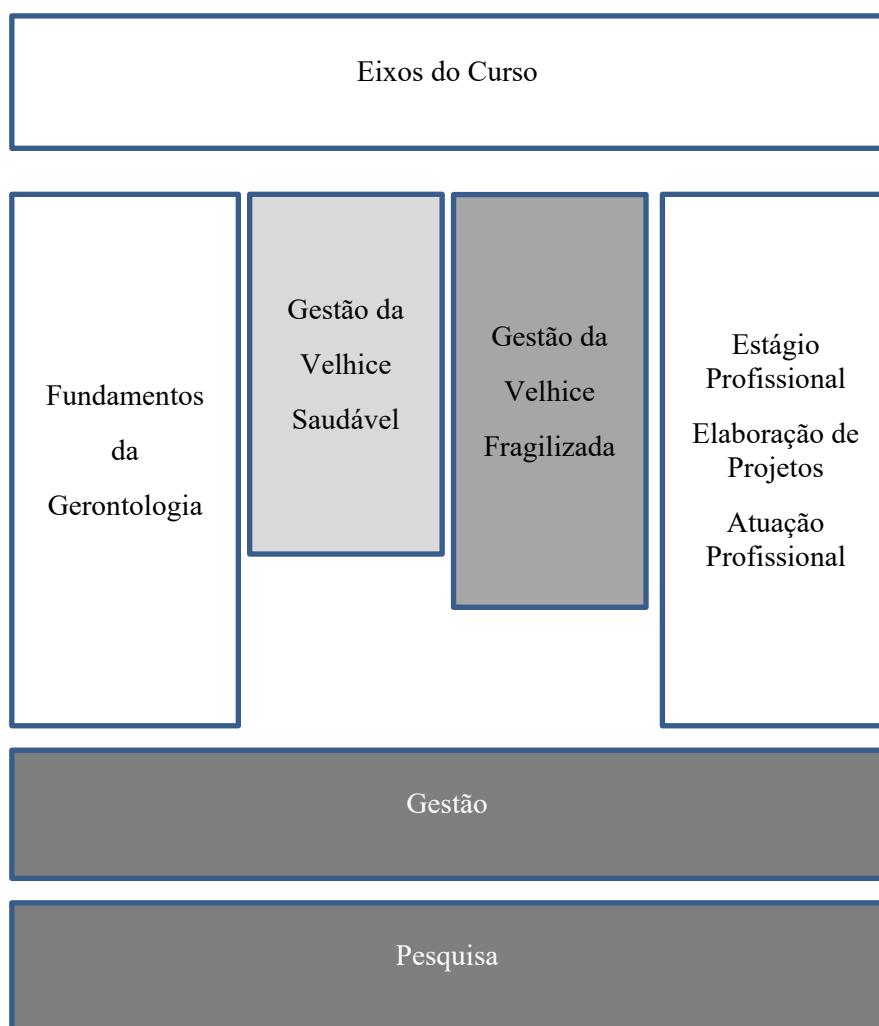 Eixos do Curso
Fundamentos
da
Gerontologia
Gestão da
Velhice
Saudável
Gestão da
Velhice
Fragilizada
Estágio
Profissional
Elaboração de
Projetos
Atuação
Profissional
Gestão
Pesquisa